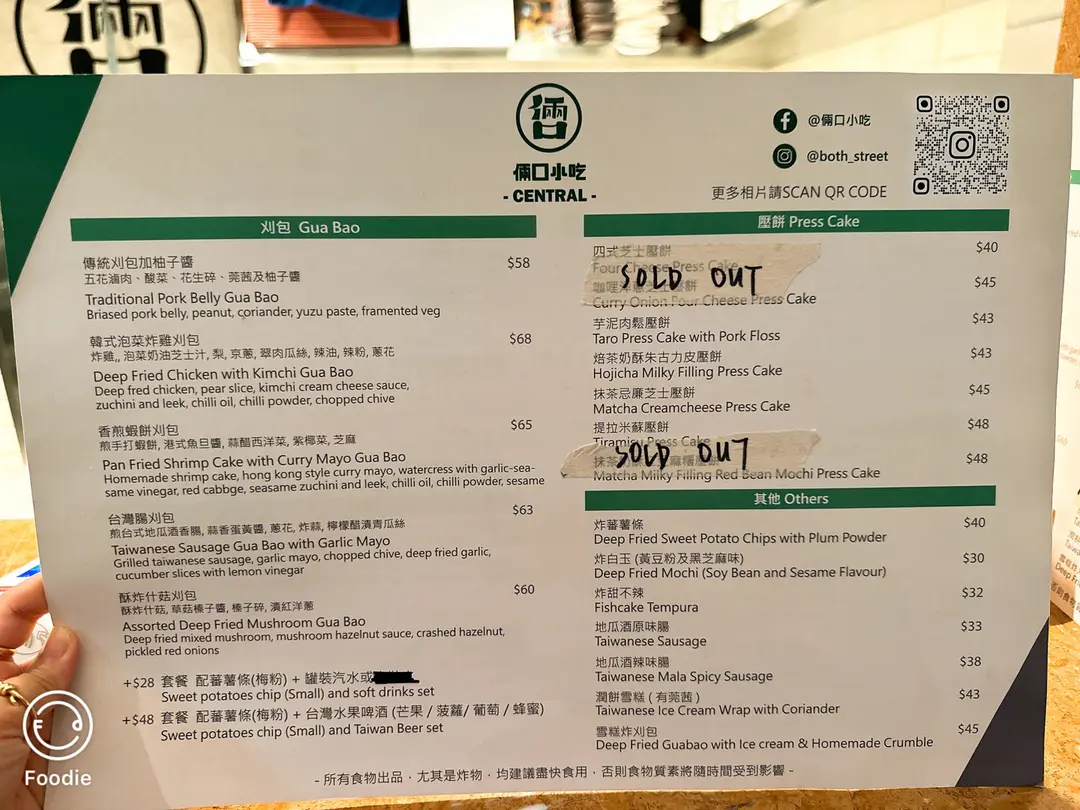 倆口小吃
- CENTRAL -
@倆口小吃
@both_street
更多相片請SCAN QR CODE
刈包 Gua Bao
傳統刈包加柚子醬 $58
五花滷肉、酸菜、花生碎、莞茜及柚子醬
Traditional Pork Belly Gua Bao
Briased pork belly, peanut, coriander, yuzu paste, framented veg
韓式泡菜炸雞刈包 $68
炸雞,, 泡菜奶油芝士汁, 梨, 京蔥, 翠肉瓜絲, 辣油, 辣粉, 蔥花
Deep Fried Chicken with Kimchi Gua Bao
Deep fred chicken, pear slice, kimchi cream cheese sauce,
zuchini and leek, chilli oil, chilli powder, chopped chive
香煎蝦餅刈包 $65
煎手打蝦餅, 港式魚旦醬, 蒜醋西洋菜, 紫椰菜, 芝麻
Pan Fried Shrimp Cake with Curry Mayo Gua Bao
Homemade shrimp cake, hong kong style curry mayo, watercress with garlic-sea-
same vinegar, red cabbge, seasame zuchini and leek, chilli oil, chilli powder, sesame
台灣腸刈包 $63
煎台式地瓜酒香腸, 蒜香蛋黃醬, 蔥花, 炸蒜, 檸檬醋漬青瓜絲
Taiwanese Sausage Gua Bao with Garlic Mayo
Grilled taiwanese sausage, garlic mayo, chopped chive, deep fried garlic,
cucumber slices with lemon vinegar
酥炸什菇刈包 $60
酥炸什菇, 草菇榛子醬, 榛子碎, 漬紅洋蔥
Assorted Deep Fried Mushroom Gua Bao
Deep fried mixed mushroom, mushroom hazelnut sauce, crashed hazelnut,
pickled red onions
+$28 套餐 配蕃薯條(梅粉) + 罐裝汽水或
Sweet potatoes chip (Small) and soft drinks set
+$48 套餐 配蕃薯條(梅粉) + 台灣水果啤酒 (芒果 / 菠蘿/ 葡萄 / 蜂蜜)
Sweet potatoes chip (Small) and Taiwan Beer set
壓餅 Press Cake
四式芝士壓餅 $40
Four Cheese Press Cake
SOLD OUT
壓餅 $45
Curry Onion Four Cheese Press Cake
芋泥肉鬆壓餅 $43
Taro Press Cake with Pork Floss
焙茶奶酥朱古力皮壓餅 $43
Hojicha Milky Filling Press Cake
抹茶忌廉芝士壓餅 $45
Matcha Creamcheese Press Cake
提拉米蘇壓餅 $48
Tiramisu Press Cake
SOLD OUT
抹茶 $48
Matcha Milky Filling Red Bean Mochi Press Cake
其他 Others
炸蕃薯條 $40
Deep Fried Sweet Potato Chips with Plum Powder
炸白玉 (黃豆粉及黑芝麻味) $30
Deep Fried Mochi (Soy Bean and Sesame Flavour)
炸甜不辣 $32
Fishcake Tempura
地瓜酒原味腸 $33
Taiwanese Sausage
地瓜酒辣味腸 $38
Taiwanese Mala Spicy Sausage
潤餅雪糕 ( 有莞茜 ) $43
Taiwanese Ice Cream Wrap with Coriander
雪糕炸刈包 $45
Deep Fried Guabao with Ice cream & Homemade Crumble
- 所有食物出品．尤其是炸物．均建議盡快食用．否則食物質素將隨時間受到影響 -
Foodie